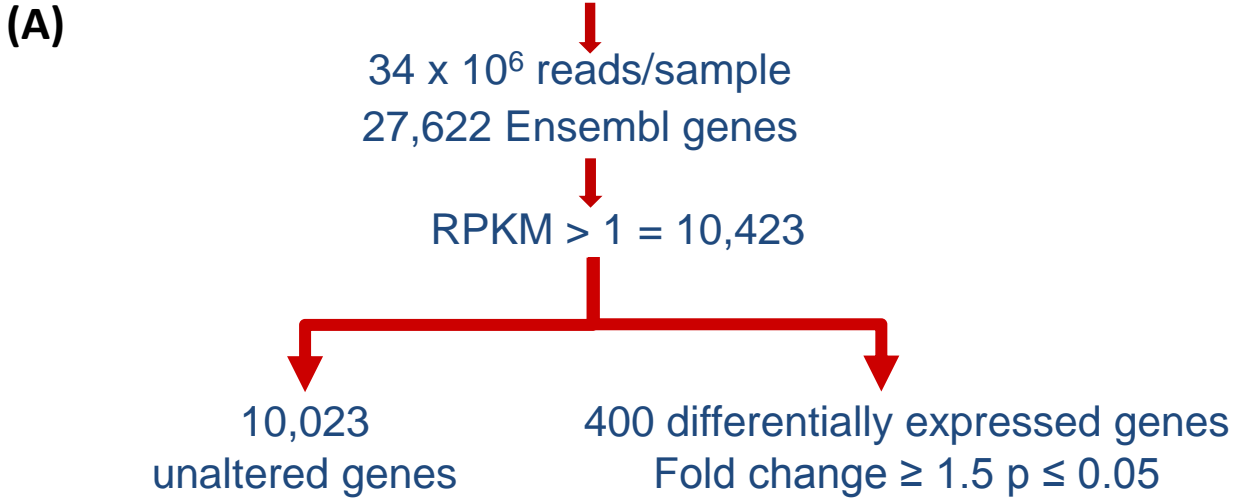 (A)
34 x 10⁶ reads/sample
27,622 Ensembl genes
RPKM > 1 = 10,423
10,023
unaltered genes
400 differentially expressed genes
Fold change ≥ 1.5 p ≤ 0.05